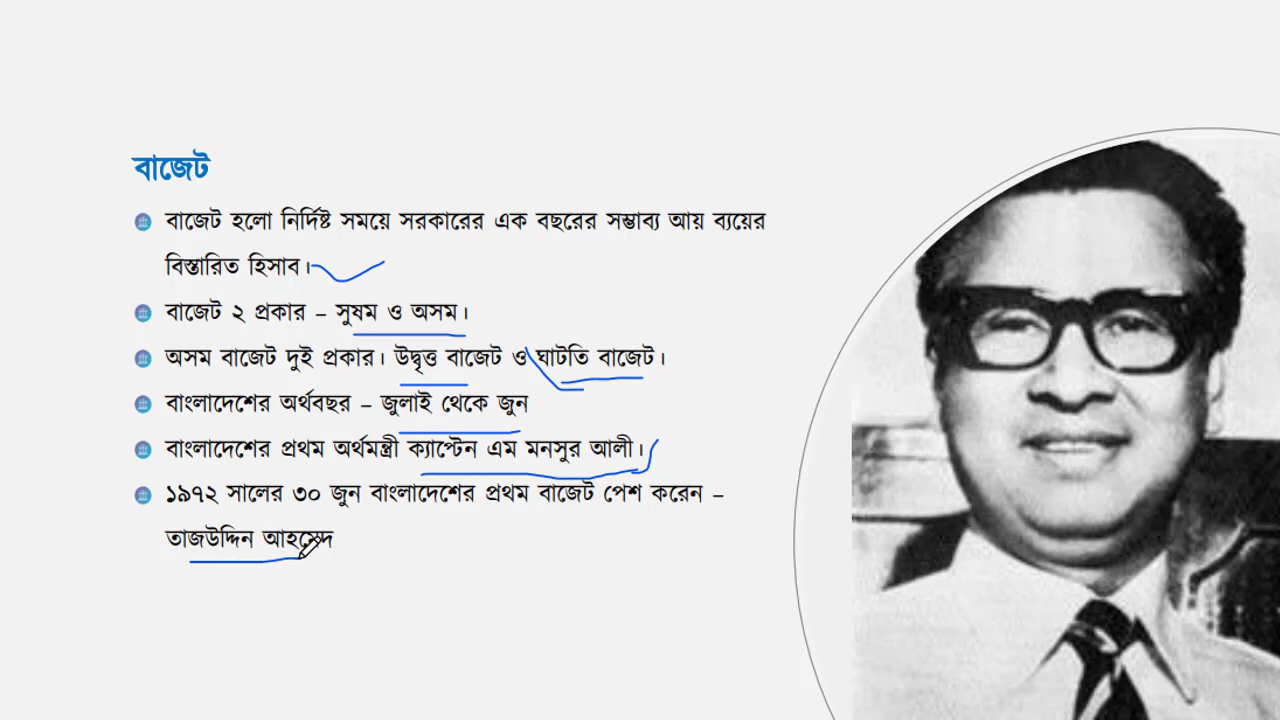 বাজেট
বাজেট হলো নির্দিষ্ট সময়ে সরকারের এক বছরের সম্ভাব্য আয় ব্যয়ের
বিস্তারিত হিসাব।
বাজেট ২ প্রকার – সুষম ও অসম।
অসম বাজেট দুই প্রকার। উদ্বৃত্ত বাজেট ও ঘাটতি বাজেট।
বাংলাদেশের অর্থবছর – জুলাই থেকে জুন
বাংলাদেশের প্রথম অর্থমন্ত্রী ক্যাপ্টেন এম মনসুর আলী।
১৯৭২ সালের ৩০ জুন বাংলাদেশের প্রথম বাজেট পেশ করেন –
তাজউদ্দিন আহমেদ